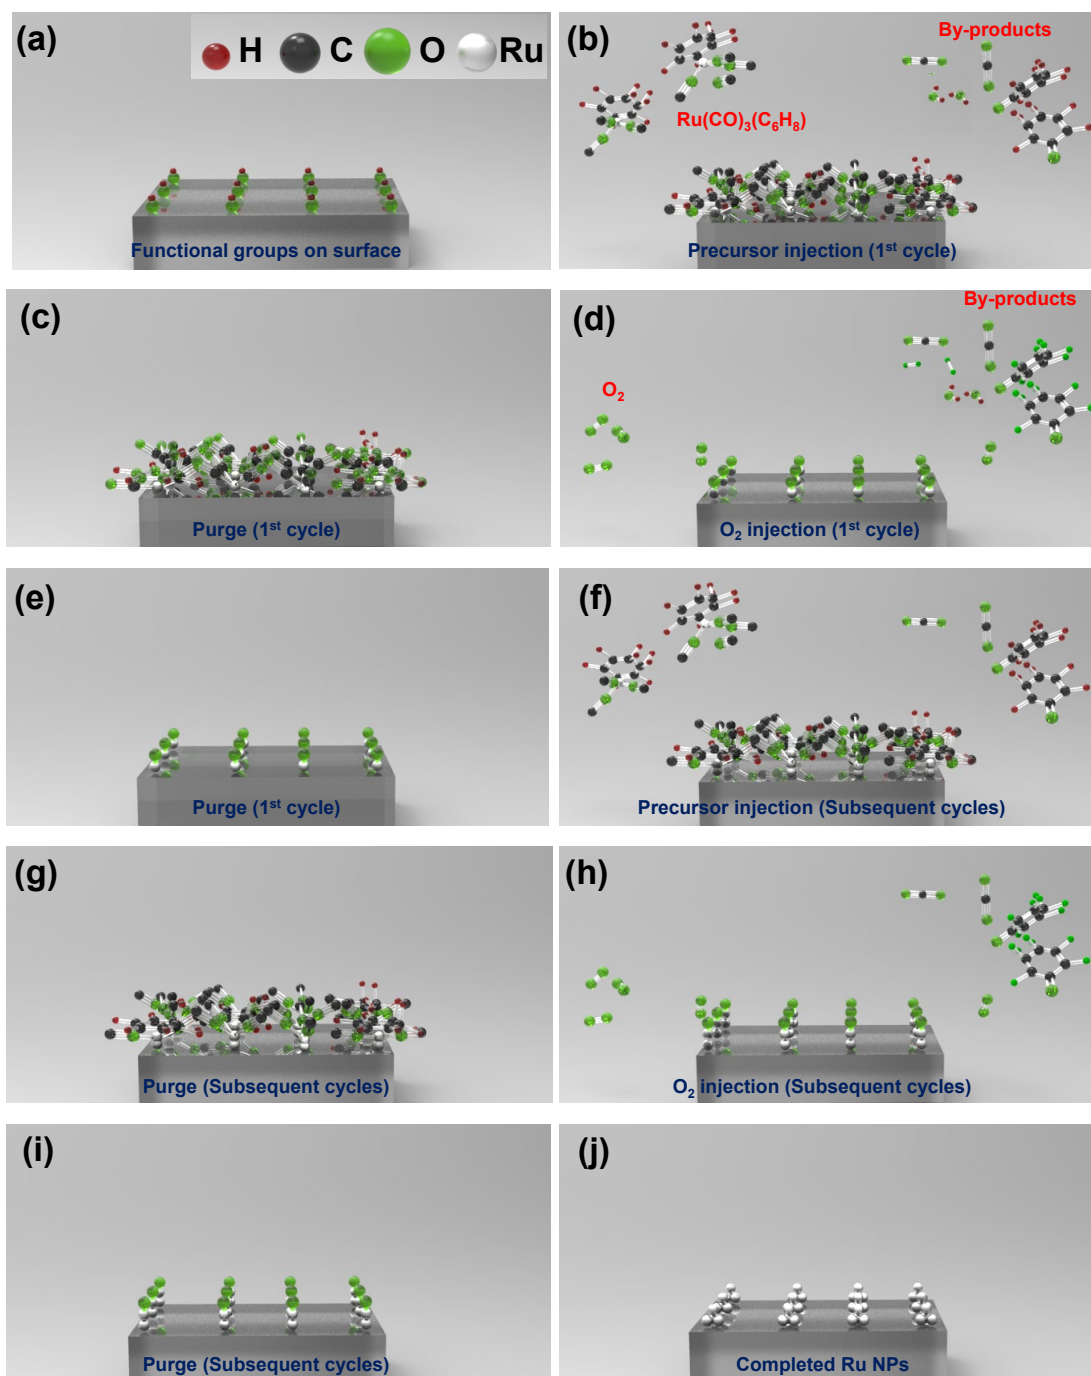 (a)
H C O Ru
Functional groups on surface
(b)
By-products
Ru(CO)₃(C₆H₈)
Precursor injection (1ˢᵗ cycle)
(c)
Purge (1ˢᵗ cycle)
(d)
By-products
O₂
O₂ injection (1ˢᵗ cycle)
(e)
Purge (1ˢᵗ cycle)
(f)
Precursor injection (Subsequent cycles)
(g)
Purge (Subsequent cycles)
(h)
O₂ injection (Subsequent cycles)
(i)
Purge (Subsequent cycles)
(j)
Completed Ru NPs